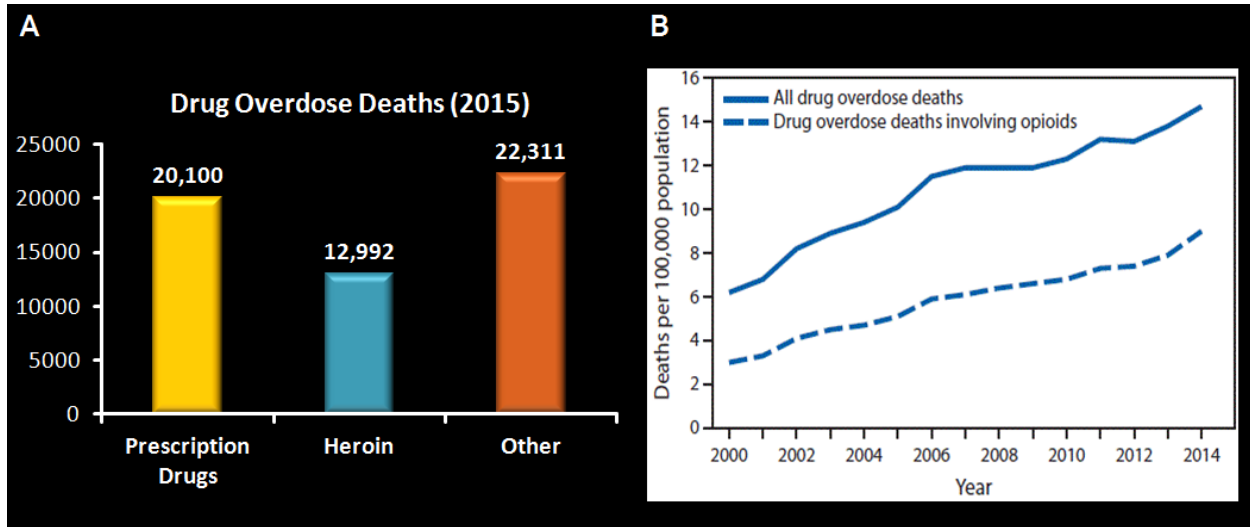 A
Drug Overdose Deaths (2015)
25000
20000
15000
10000
5000
0
20,100
12,992
22,311
Prescription
Drugs
Heroin
Other
B
All drug overdose deaths
Drug overdose deaths involving opioids
Deaths per 100,000 population
16
14
12
10
8
6
4
2
0
2000 2002 2004 2006 2008 2010 2012 2014
Year